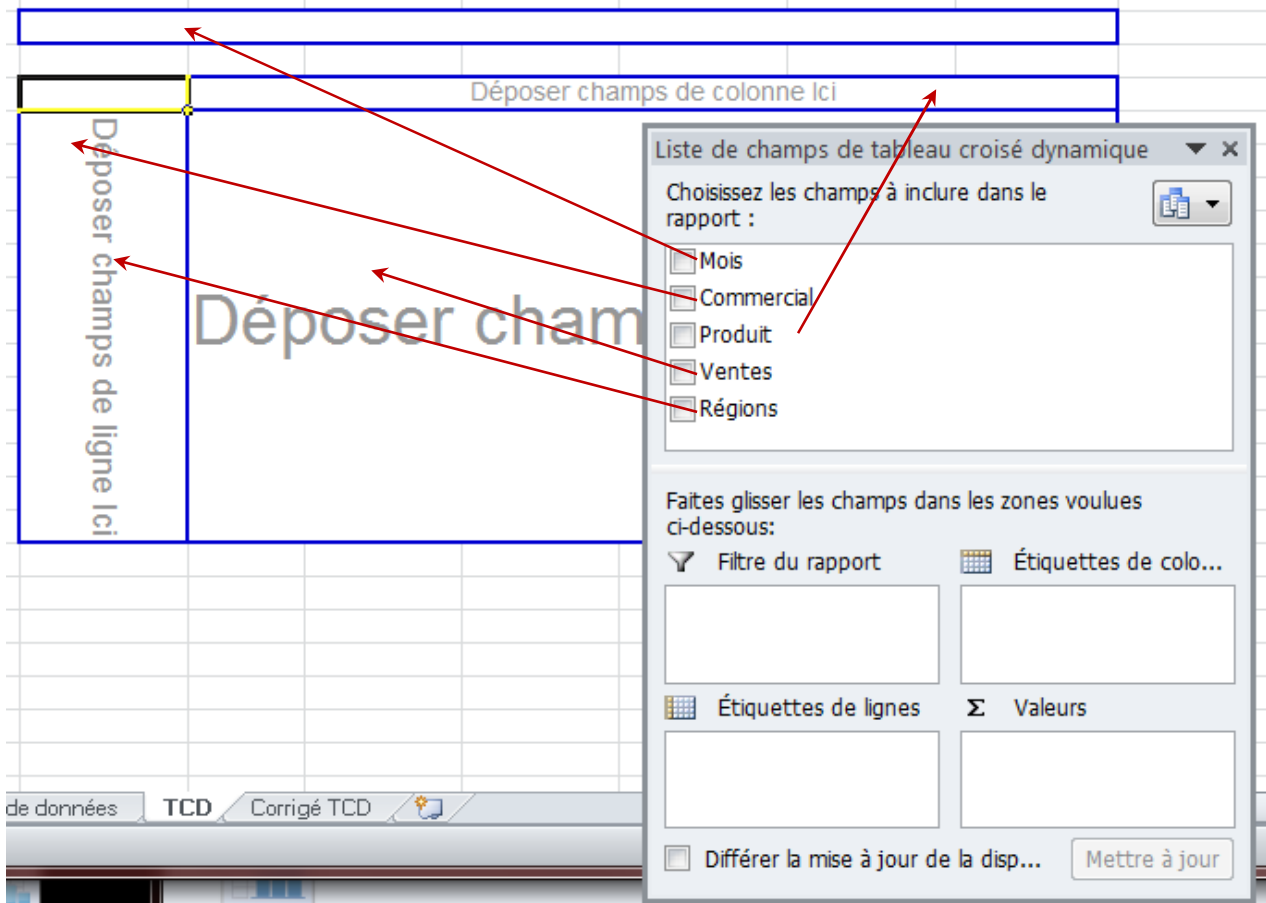 Déposer champs de colonne Ici
Déposer champs de ligne Ici
Déposer cham
Liste de champs de tableau croisé dynamique
Choisissez les champs à inclure dans le
rapport :
Mois
Commercial
Produit
Ventes
Régions
Faites glisser les champs dans les zones voulues
ci-dessous:
Filtre du rapport
Étiquettes de colo...
Étiquettes de lignes
Σ Valeurs
Différer la mise à jour de la disp...
Mettre à jour
de données
TCD
Corrigé TCD